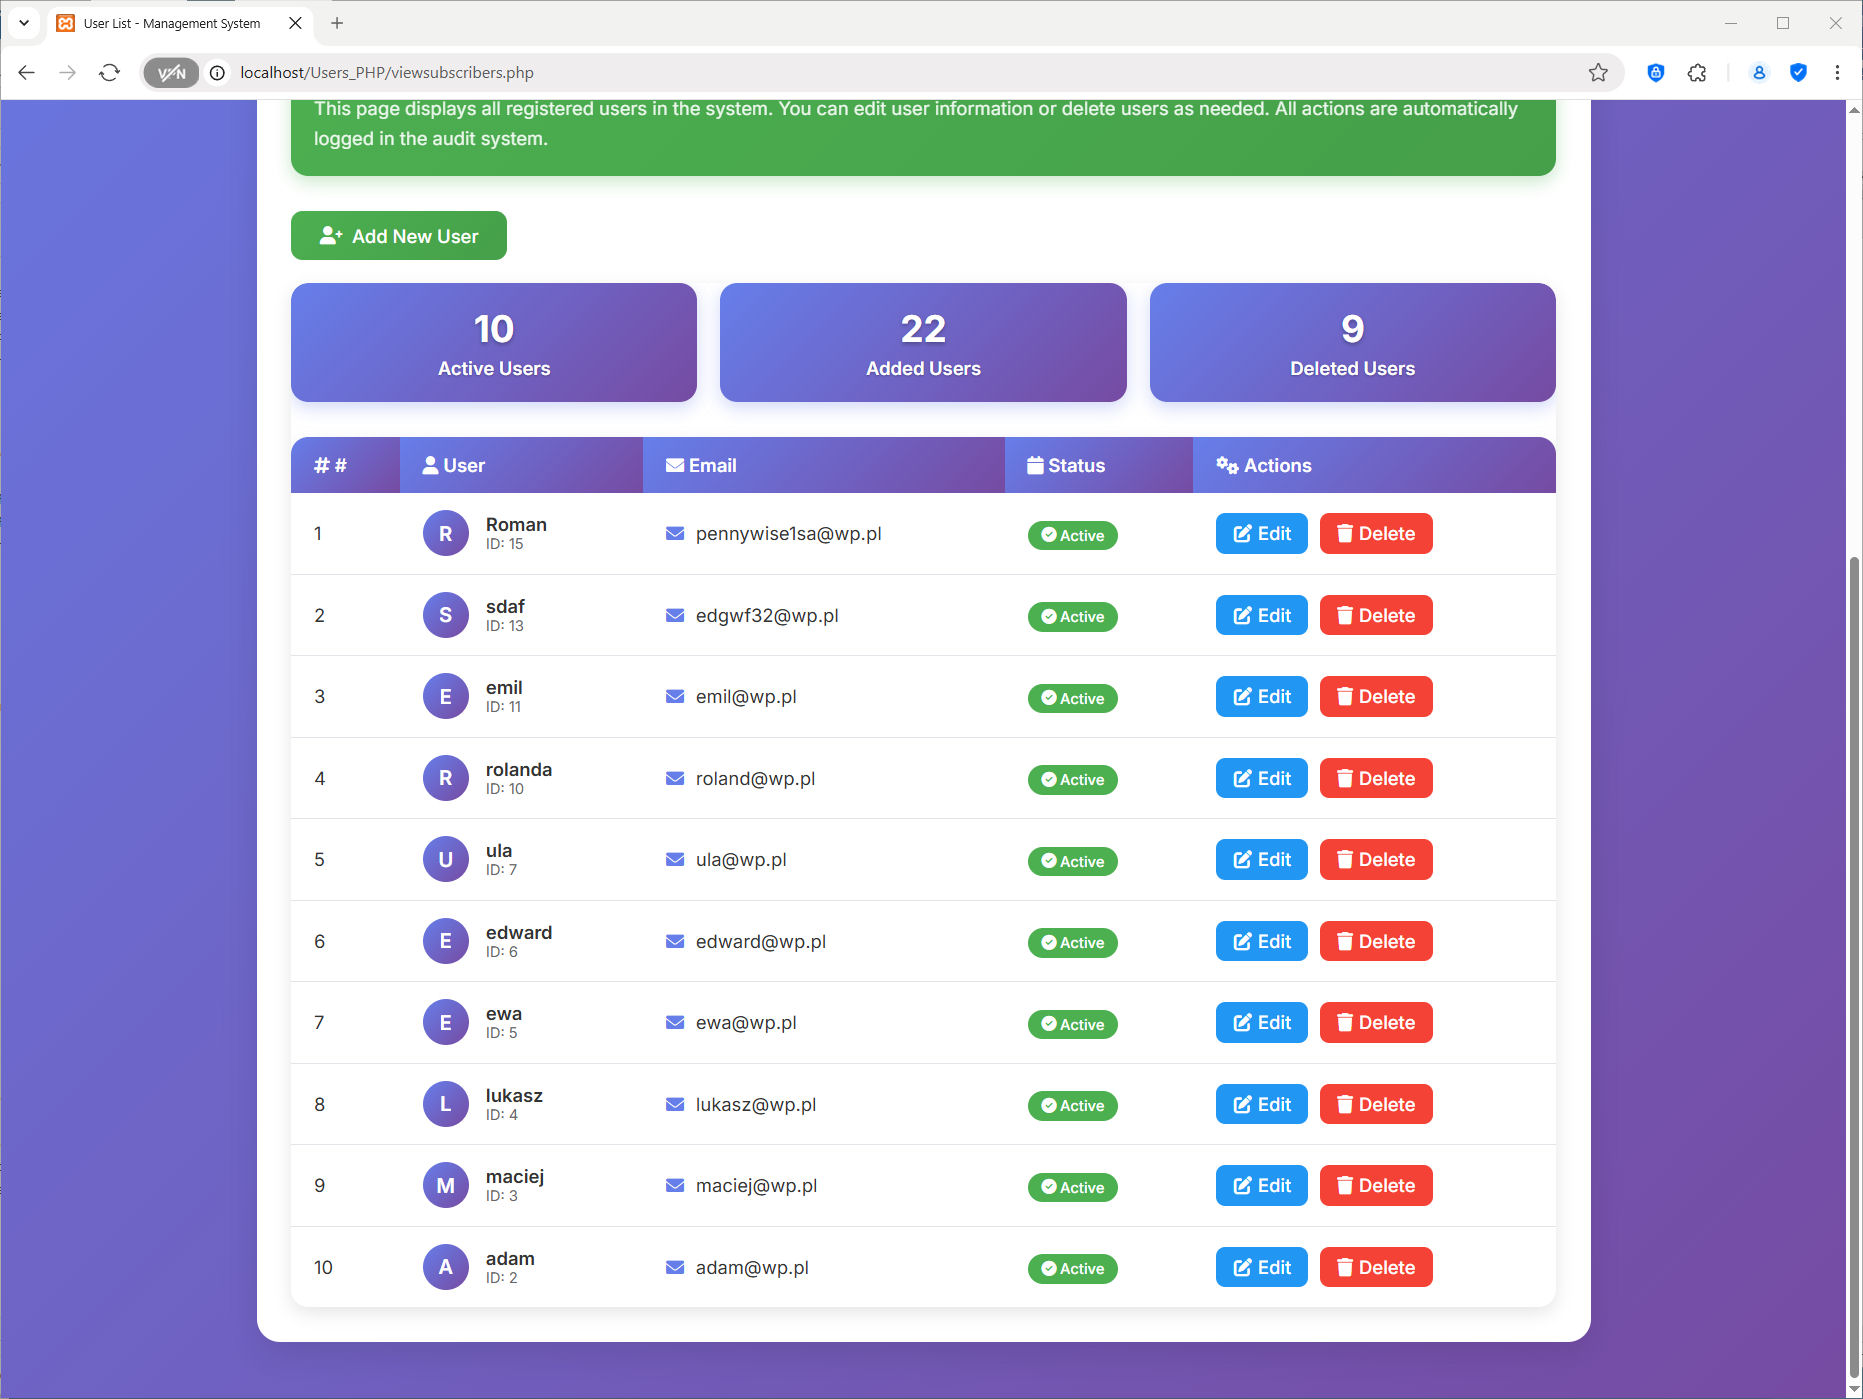 User List - Management System
VPN
localhost/Users_PHP/viewsubscribers.php
This page displays all registered users in the system. You can edit user information or delete users as needed. All actions are automatically
logged in the audit system.
Add New User
10
Active Users
22
Added Users
9
Deleted Users
# # User Email Status Actions
1 R Roman pennywise1sa@wp.pl Active Edit Delete
ID: 15
2 S sdaf edgwf32@wp.pl Active Edit Delete
ID: 13
3 E emil emil@wp.pl Active Edit Delete
ID: 11
4 R rolanda roland@wp.pl Active Edit Delete
ID: 10
5 U ula ula@wp.pl Active Edit Delete
ID: 7
6 E edward edward@wp.pl Active Edit Delete
ID: 6
7 E ewa ewa@wp.pl Active Edit Delete
ID: 5
8 L lukasz lukasz@wp.pl Active Edit Delete
ID: 4
9 M maciej maciej@wp.pl Active Edit Delete
ID: 3
10 A adam adam@wp.pl Active Edit Delete
ID: 2